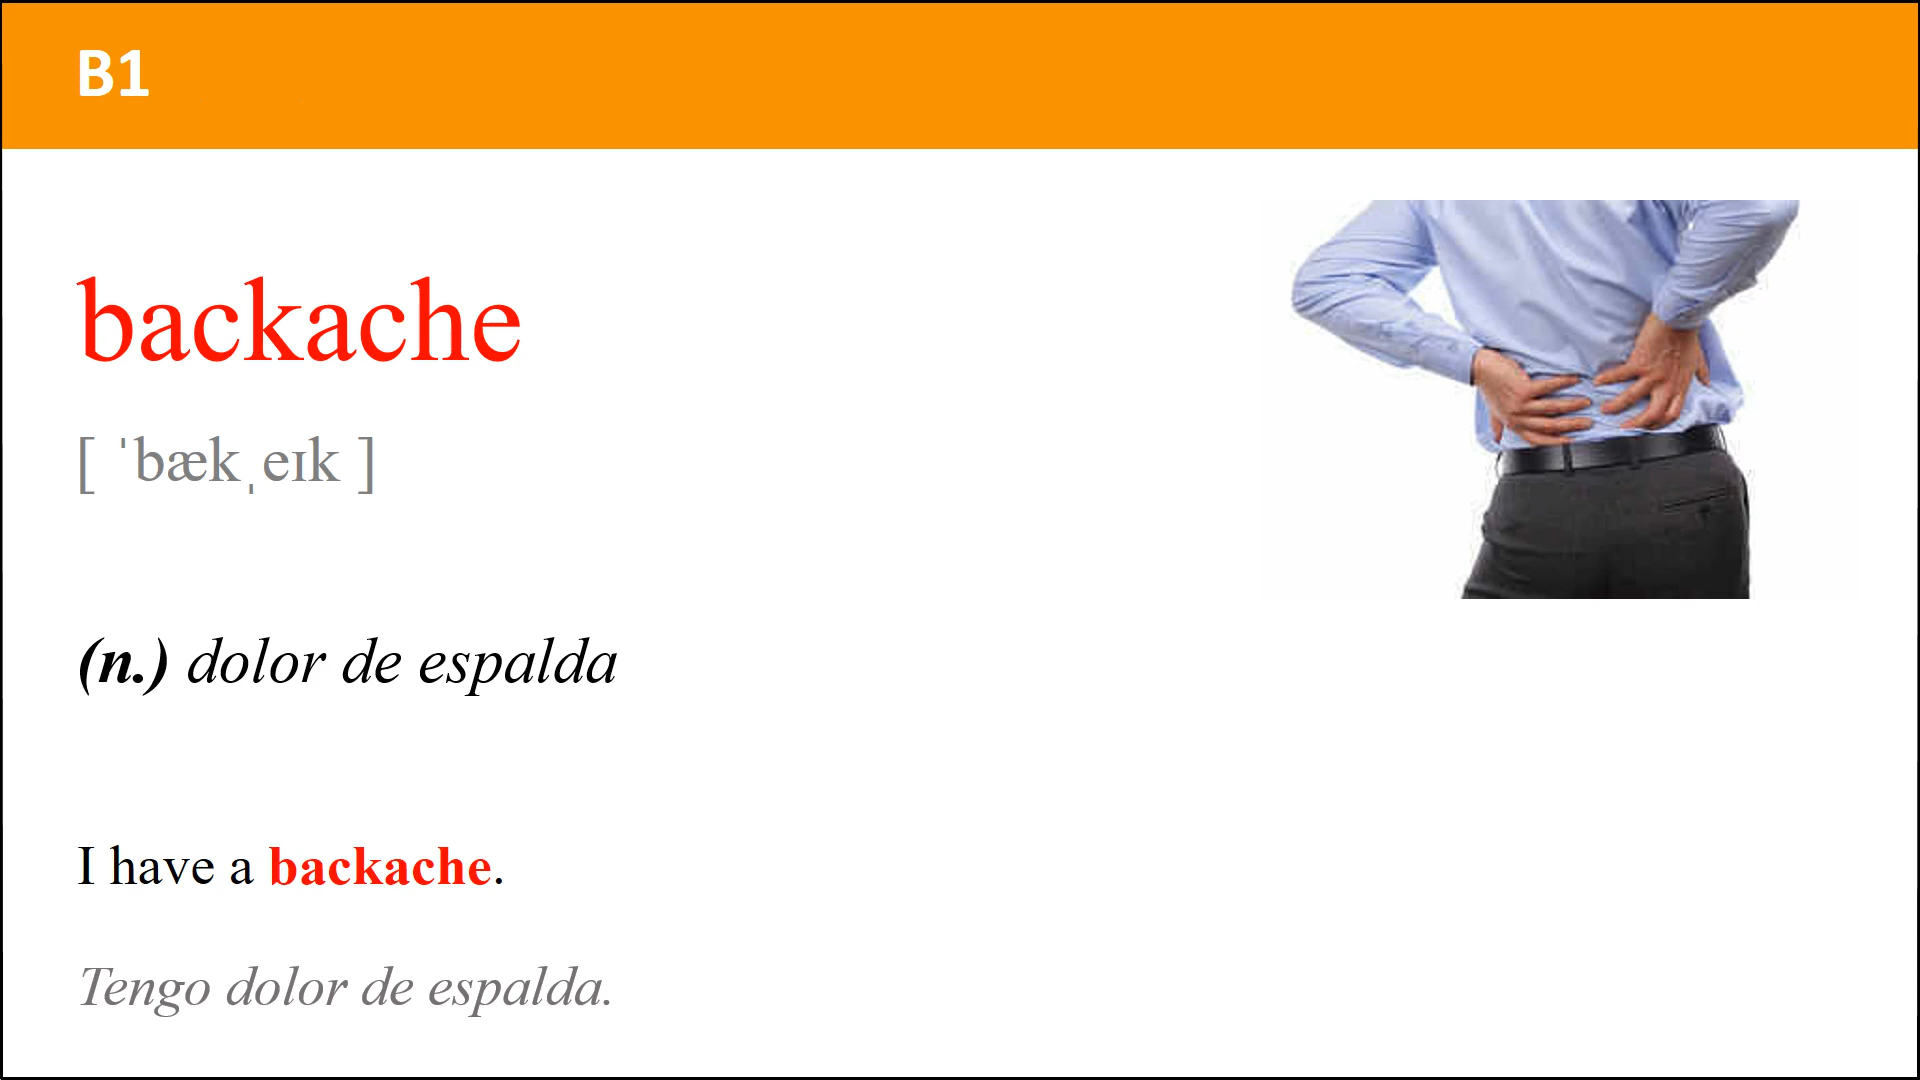 B1
backache
[ ˈbækˌeɪk ]
(n.) dolor de espalda
I have a backache.
Tengo dolor de espalda.